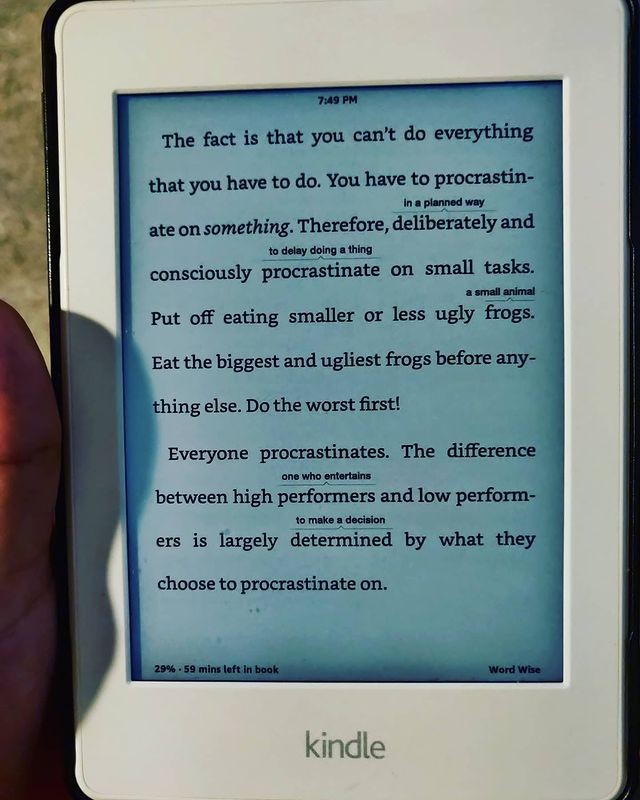 7:49 PM
The fact is that you can't do everything
that you have to do. You have to procrastin-
in a planned way
ate on something. Therefore, deliberately and
to delay doing a thing
consciously procrastinate on small tasks.
a small animal
Put off eating smaller or less ugly frogs.
Eat the biggest and ugliest frogs before any-
thing else. Do the worst first!
Everyone procrastinates. The difference
one who entertains
between high performers and low perform-
to make a decision
ers is largely determined by what they
choose to procrastinate on.
29% · 59 mins left in book Word Wise
kindle